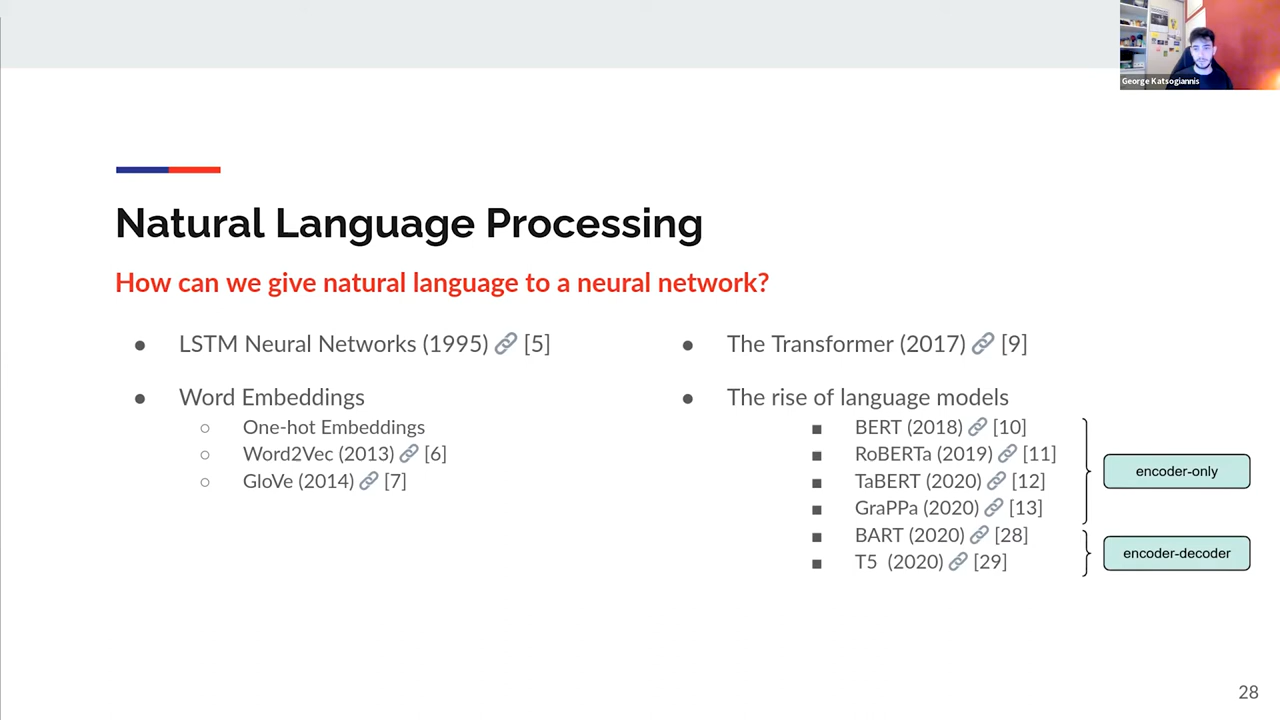 George Katsogiannis
Natural Language Processing
How can we give natural language to a neural network?
● LSTM Neural Networks (1995) 🔗 [5]
● Word Embeddings
○ One-hot Embeddings
○ Word2Vec (2013) 🔗 [6]
○ GloVe (2014) 🔗 [7]
● The Transformer (2017) 🔗 [9]
● The rise of language models
■ BERT (2018) 🔗 [10]
■ RoBERTa (2019) 🔗 [11]
■ TaBERT (2020) 🔗 [12]
■ GraPPa (2020) 🔗 [13]
■ BART (2020) 🔗 [28]
■ T5 (2020) 🔗 [29]
encoder-only
encoder-decoder
28